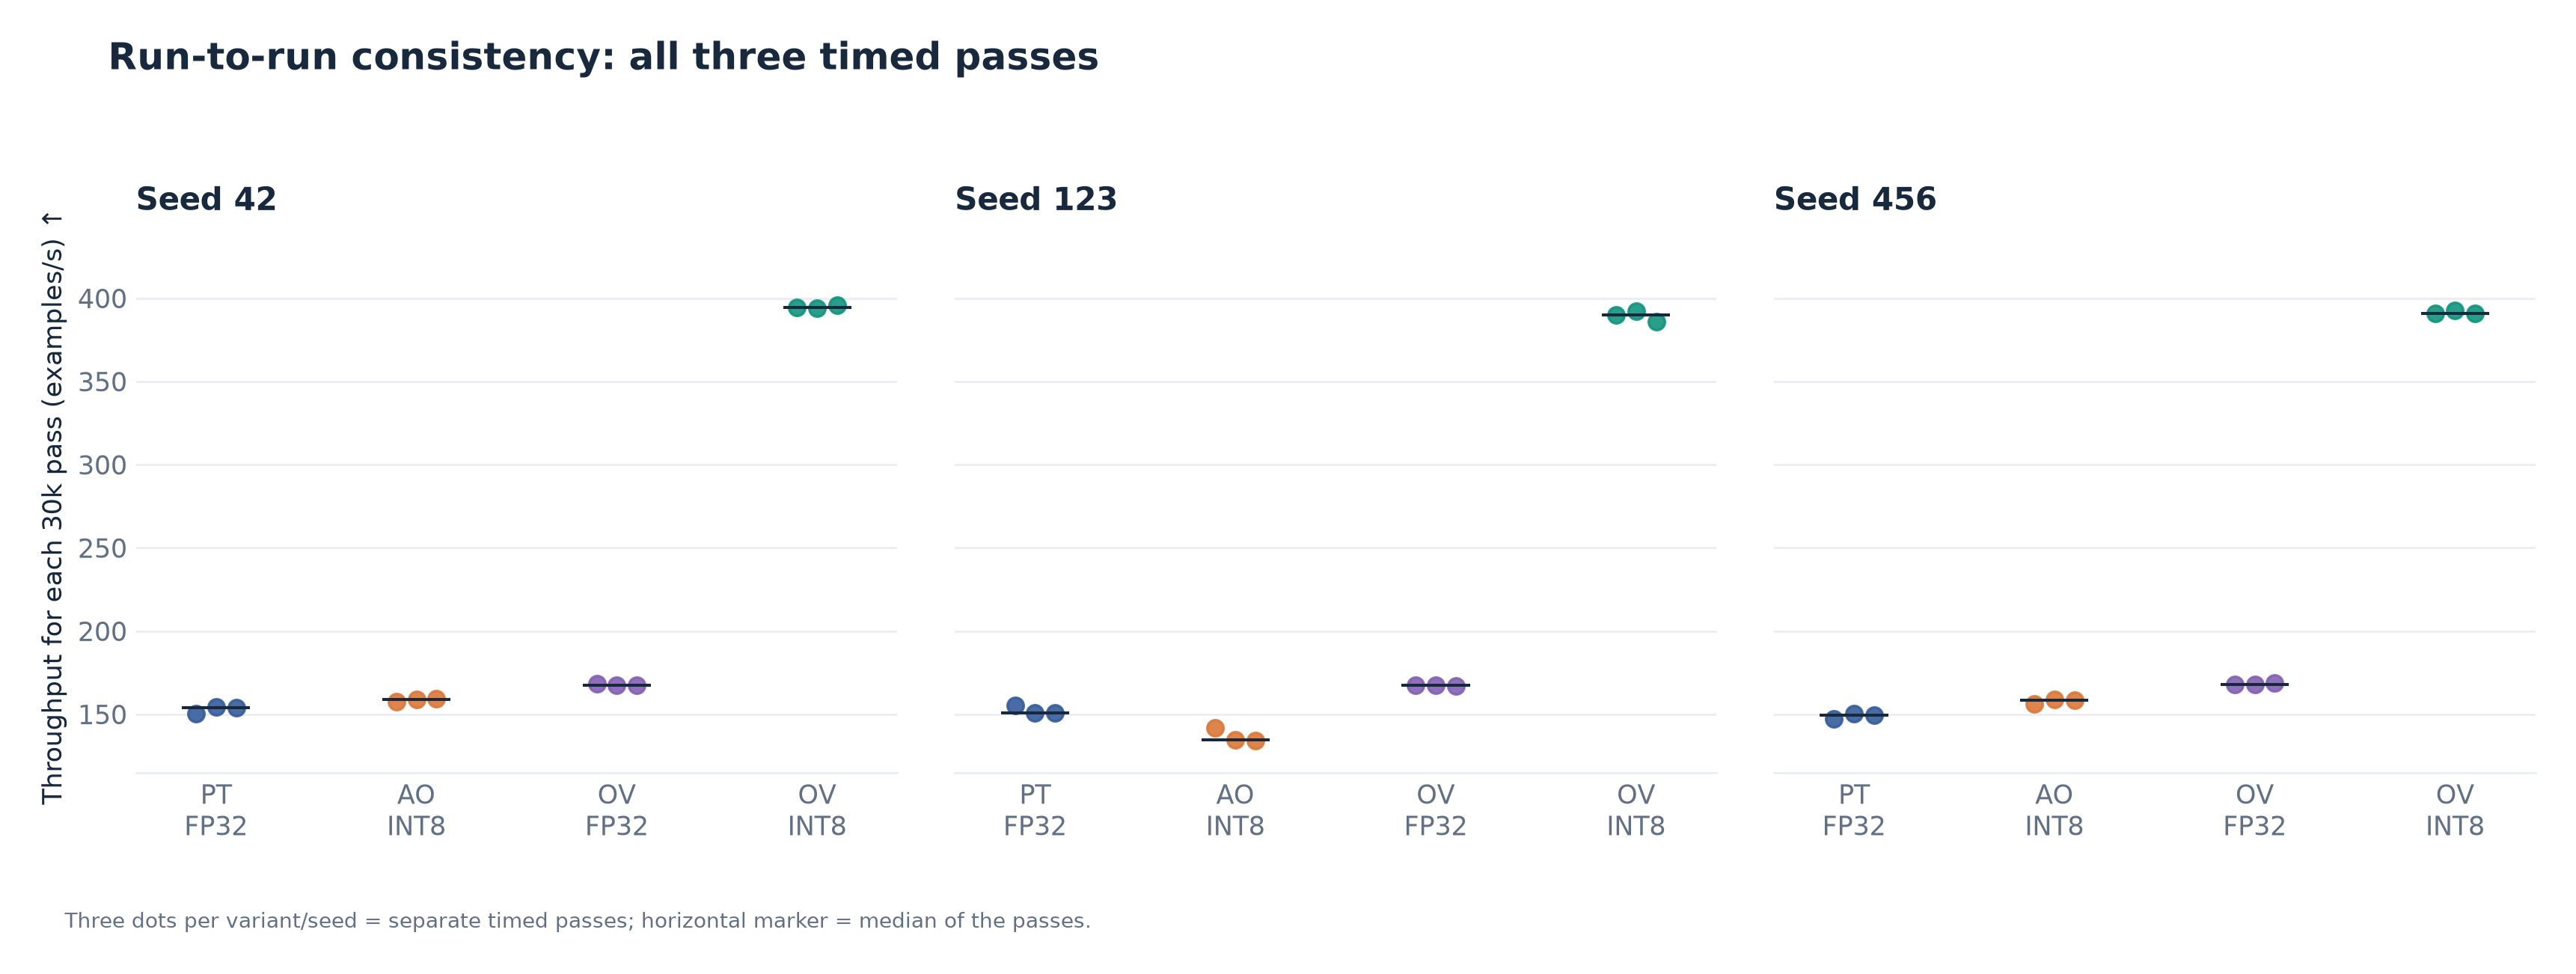 Run-to-run consistency: all three timed passes
Throughput for each 30k pass (examples/s) ↑
Seed 42
Seed 123
Seed 456
400
350
300
250
200
150
PT
FP32
AO
INT8
OV
FP32
OV
INT8
PT
FP32
AO
INT8
OV
FP32
OV
INT8
PT
FP32
AO
INT8
OV
FP32
OV
INT8
Three dots per variant/seed = separate timed passes; horizontal marker = median of the passes.